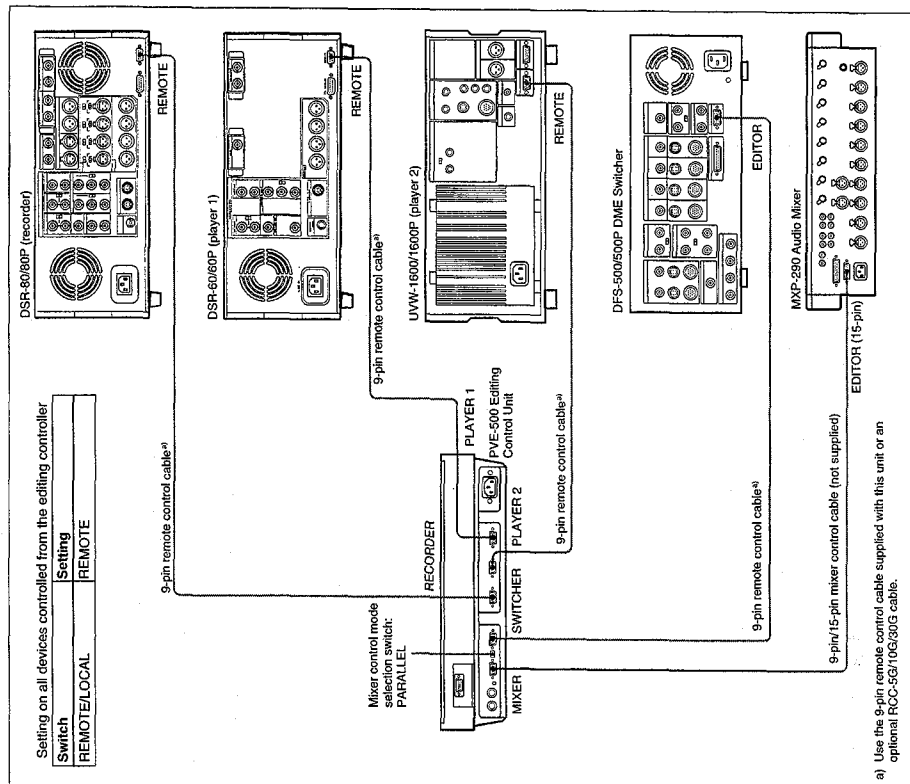 Setting on all devices controlled from the editing controller
Switch Setting
REMOTE/LOCAL REMOTE
DSR-80/80P (recorder)
REMOTE
9-pin remote control cable a)
DSR-60/60P (player 1)
REMOTE
9-pin remote control cable a)
UVW-1600/1600P (player 2)
REMOTE
9-pin remote control cable a)
DFS-500/500P DME Switcher
EDITOR
9-pin remote control cable a)
MXP-290 Audio Mixer
EDITOR (15-pin)
9-pin/15-pin mixer control cable (not supplied)
PLAYER 1
PVE-500 Editing
Control Unit
RECORDER
PLAYER 2
SWITCHER
Mixer control mode
selection switch:
PARALLEL
MIXER
a) Use the 9-pin remote control cable supplied with this unit or an
optional RCC-5G/10G/30G cable.